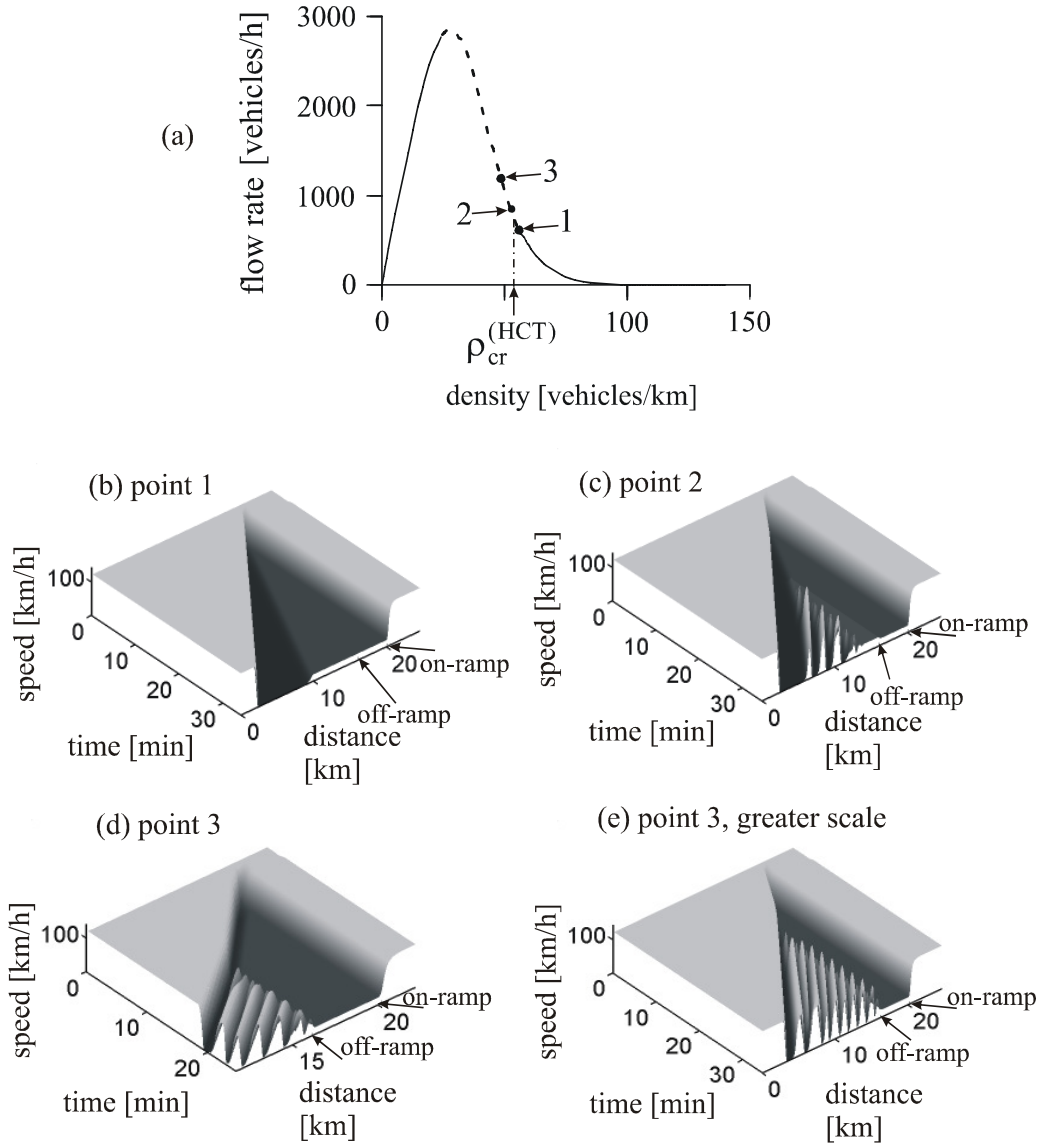 (a)
flow rate [vehicles/h]
3000
2000
1000
0
3
2
1
0
100
150
ρcr(HCT)
density [vehicles/km]
(b) point 1
speed [km/h]
100
0
10
20
30
time [min]
0
10
20
on-ramp
off-ramp
distance
[km]
(c) point 2
speed [km/h]
100
0
10
20
30
time [min]
0
10
20
on-ramp
off-ramp
distance
[km]
(d) point 3
speed [km/h]
100
0
10
20
time [min]
15
20
on-ramp
off-ramp
distance
[km]
(e) point 3, greater scale
speed [km/h]
100
0
10
20
30
time [min]
0
10
20
on-ramp
off-ramp
distance
[km]